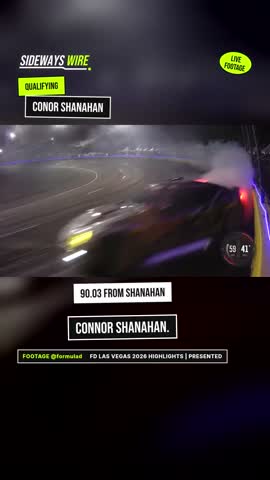 SIDEWAYS WIRE.
LIVE FOOTAGE
QUALIFYING
CONOR SHANAHAN
59 41°
90.03 FROM SHANAHAN
CONNOR SHANAHAN.
FOOTAGE @formulad FD LAS VEGAS 2026 HIGHLIGHTS | PRESENTED